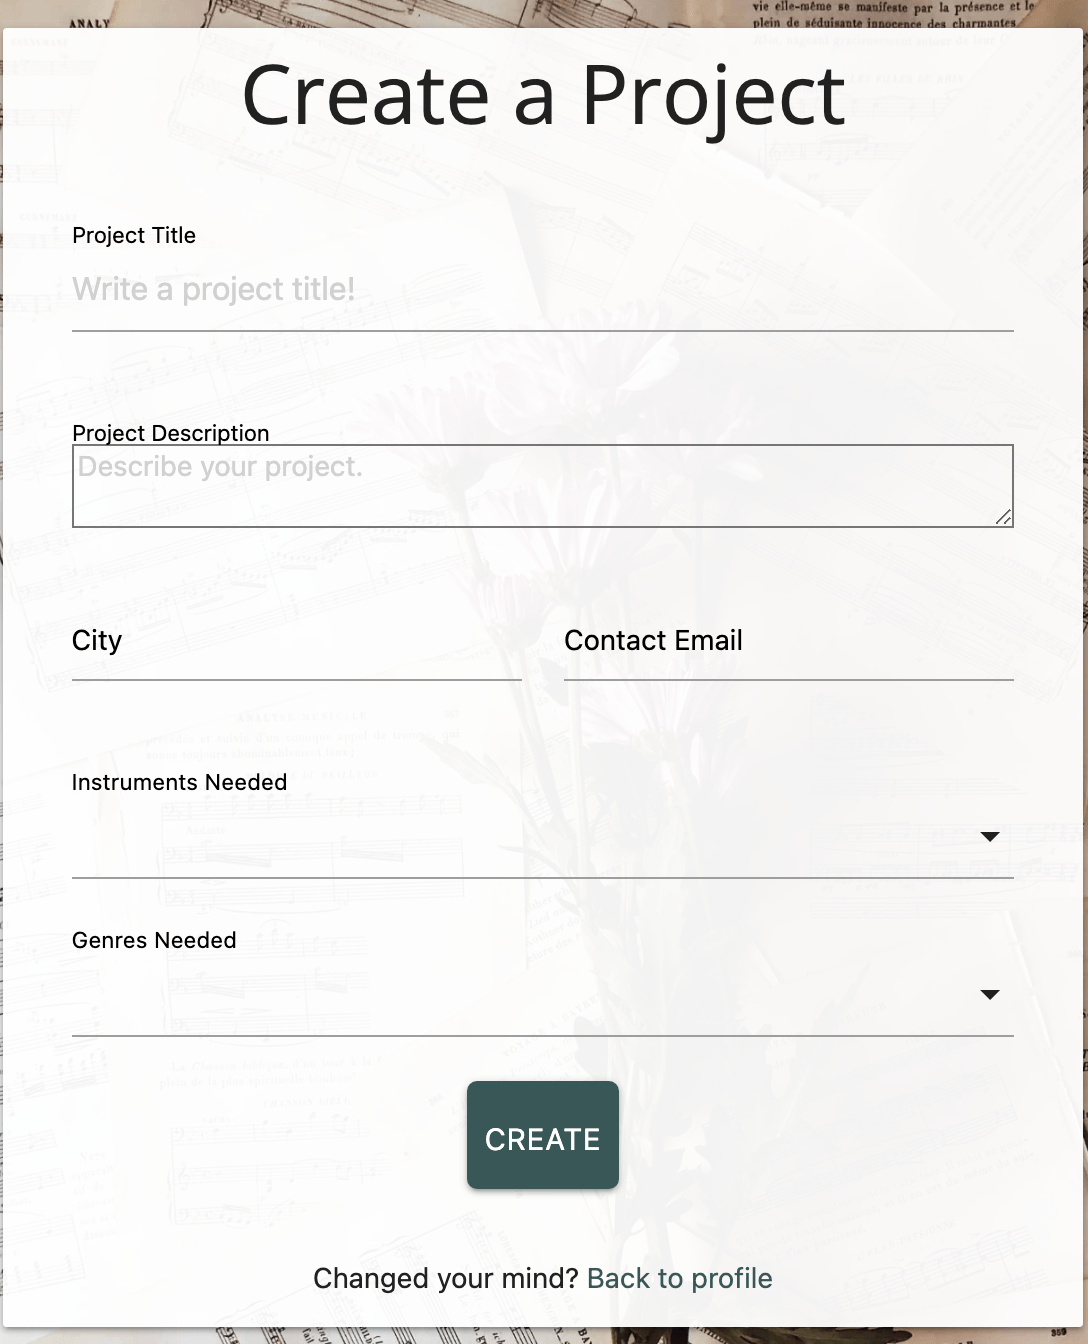 ANALY
vie elle-même se manifeste par la présence et le
plein de séduisante innocence des charmantes
Create a Project
Project Title
Write a project title!
Project Description
Describe your project.
City
Contact Email
ANALYSE MUSICALE
Instruments Needed
Genres Needed
CREATE
Changed your mind? Back to profile